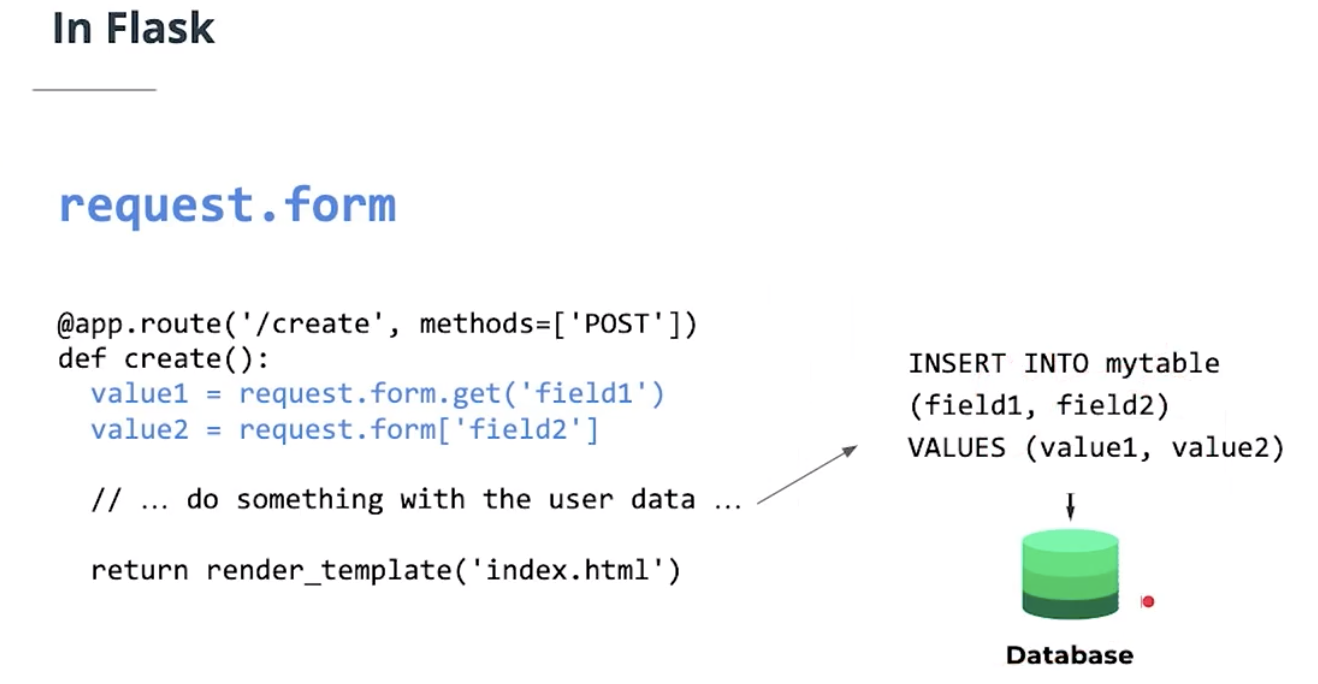 In Flask
request.form
@app.route('/create', methods=['POST'])
def create():
value1 = request.form.get('field1')
value2 = request.form['field2']
// … do something with the user data …
return render_template('index.html')
INSERT INTO mytable
(field1, field2)
VALUES (value1, value2)
Database